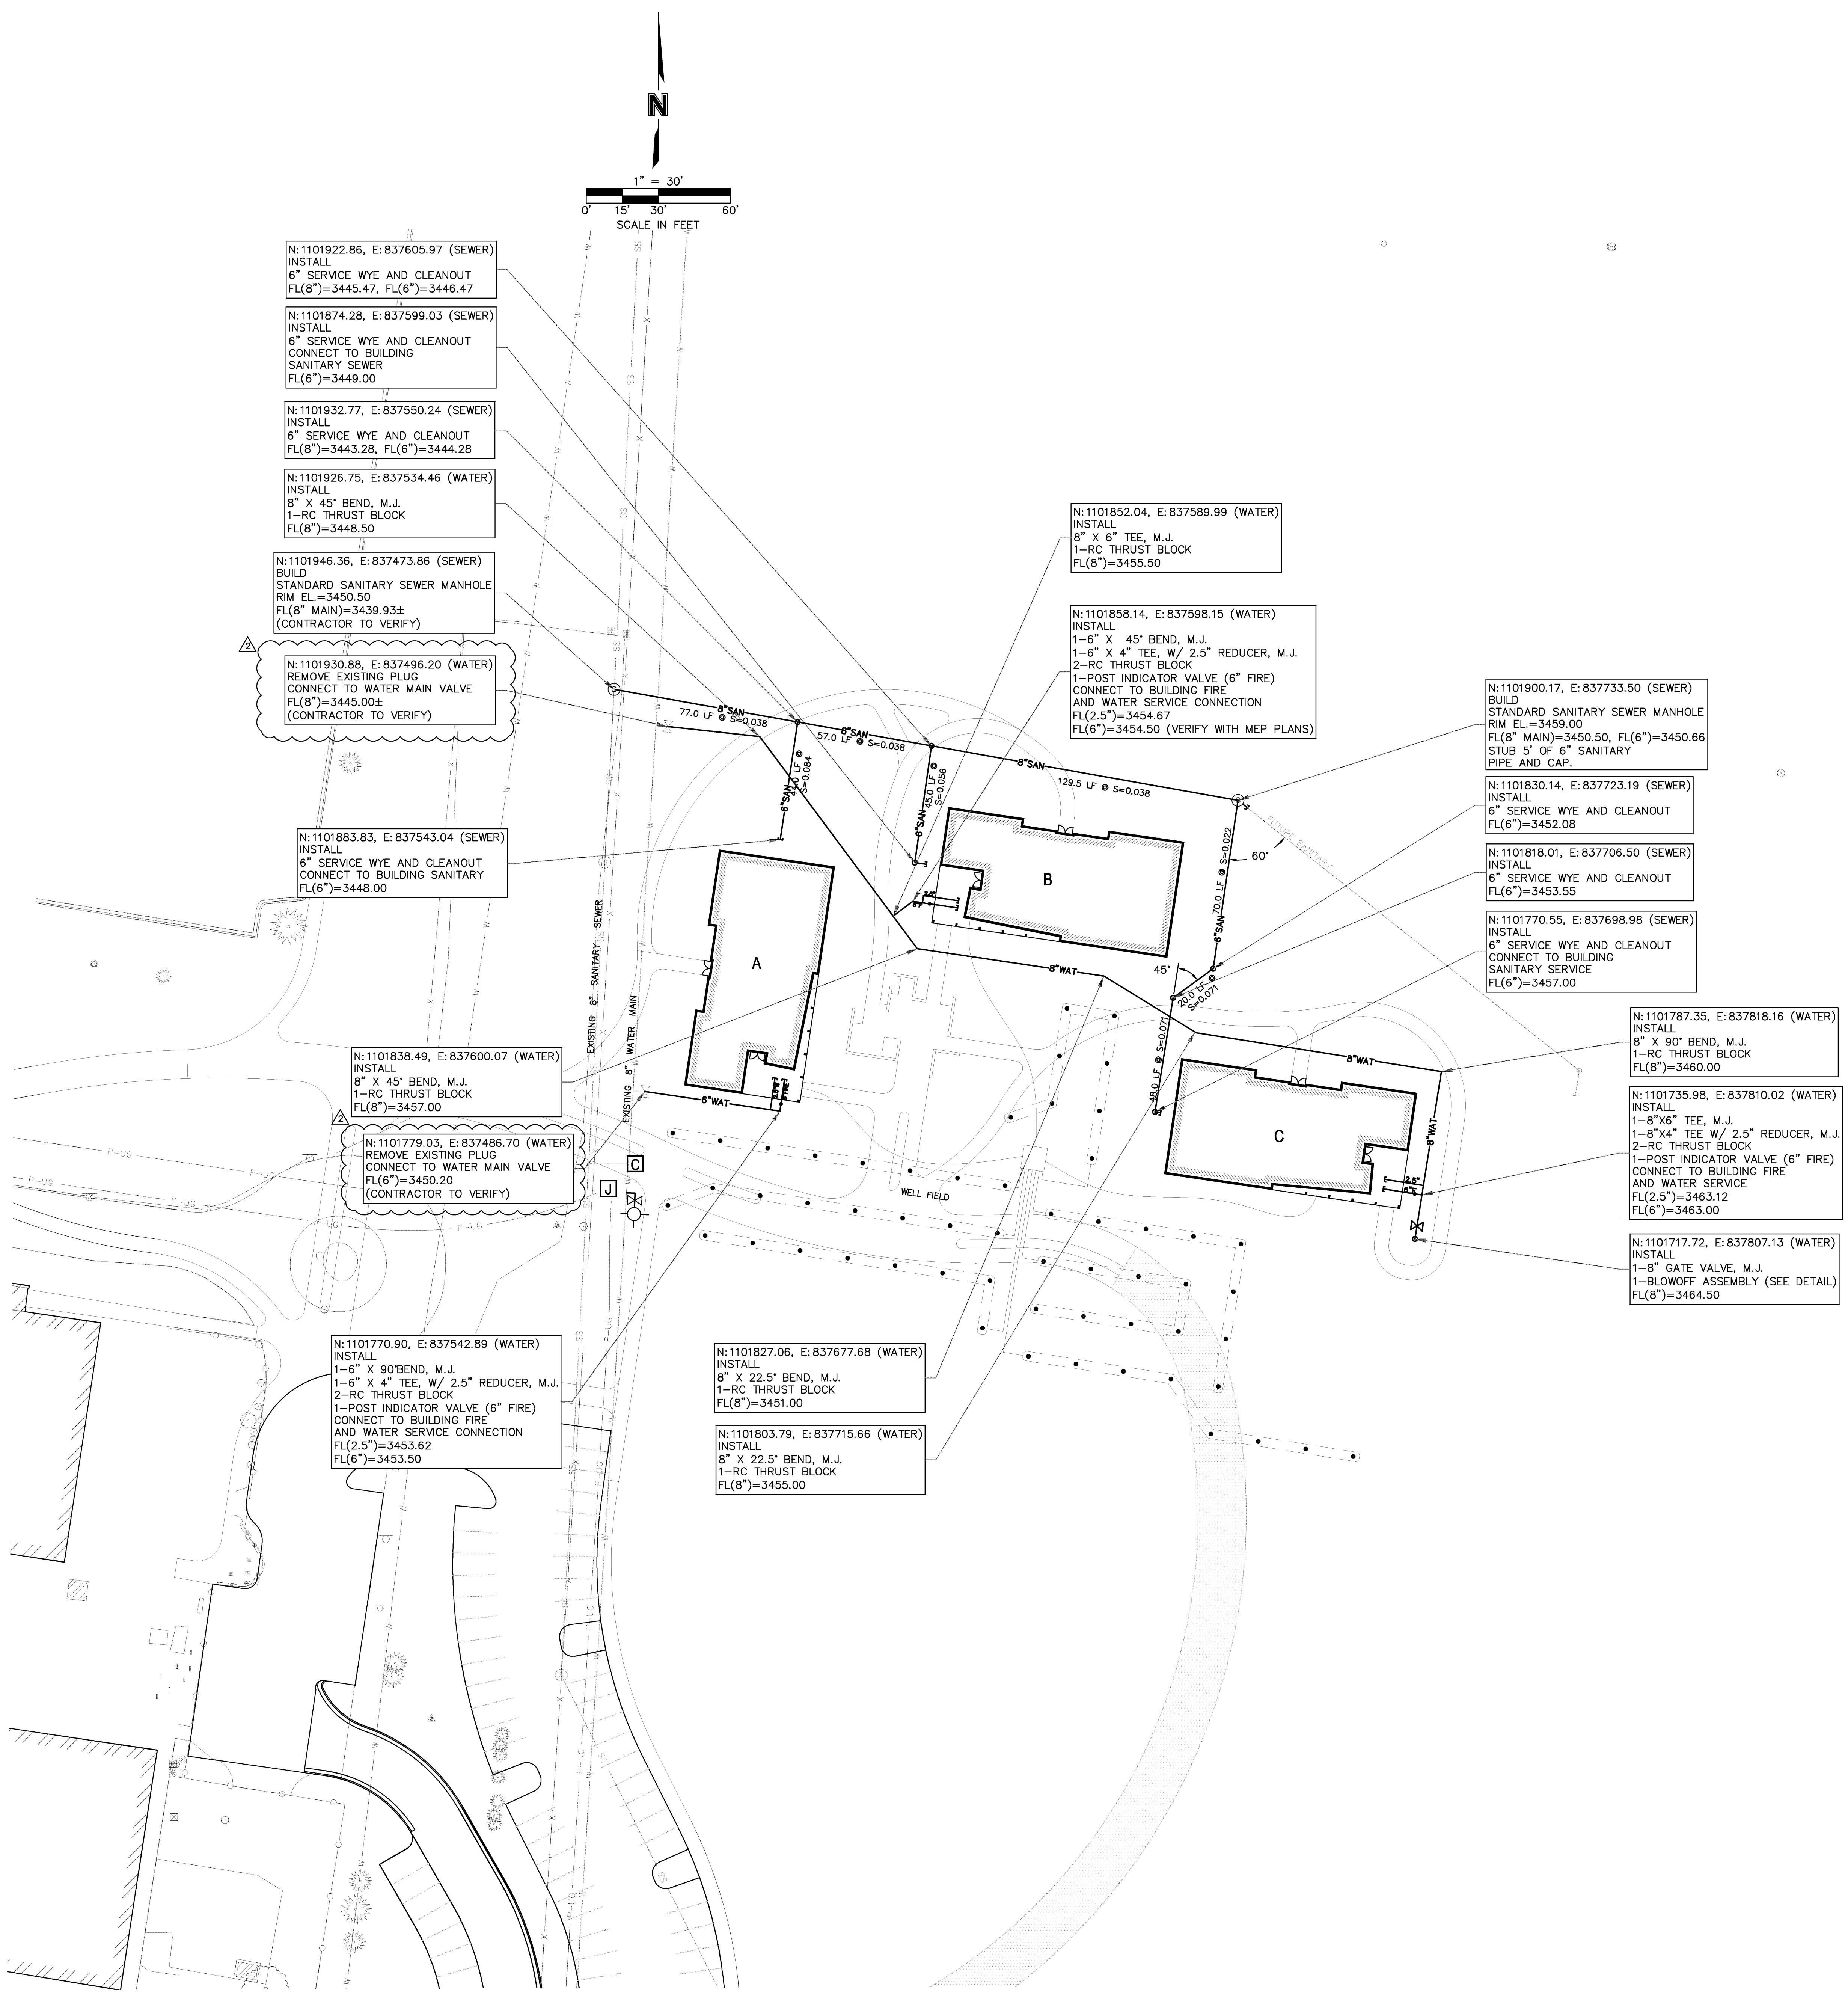 N
1" = 30'
0' 15' 30' 60'
SCALE IN FEET
N:1101922.86, E:837605.97 (SEWER)
INSTALL
6" SERVICE WYE AND CLEANOUT
FL(8")=3445.47, FL(6")=3446.47
N:1101874.28, E:837599.03 (SEWER)
INSTALL
6" SERVICE WYE AND CLEANOUT
CONNECT TO BUILDING
SANITARY SEWER
FL(6")=3449.00
N:1101932.77, E:837550.24 (SEWER)
INSTALL
6" SERVICE WYE AND CLEANOUT
FL(8")=3443.28, FL(6")=3444.28
N:1101926.75, E:837534.46 (WATER)
INSTALL
8" X 45° BEND, M.J.
1-RC THRUST BLOCK
FL(8")=3448.50
N:1101946.36, E:837473.86 (SEWER)
BUILD
STANDARD SANITARY SEWER MANHOLE
RIM EL.=3450.50
FL(8" MAIN)=3439.93±
(CONTRACTOR TO VERIFY)
2
N:1101930.88, E:837496.20 (WATER)
REMOVE EXISTING PLUG
CONNECT TO WATER MAIN VALVE
FL(8")=3445.00±
(CONTRACTOR TO VERIFY)
N:1101883.83, E:837543.04 (SEWER)
INSTALL
6" SERVICE WYE AND CLEANOUT
CONNECT TO BUILDING SANITARY
FL(6")=3448.00
N:1101838.49, E:837600.07 (WATER)
INSTALL
8" X 45° BEND, M.J.
1-RC THRUST BLOCK
FL(8")=3457.00
2
N:1101779.03, E:837486.70 (WATER)
REMOVE EXISTING PLUG
CONNECT TO WATER MAIN VALVE
FL(6")=3450.20
(CONTRACTOR TO VERIFY)
N:1101770.90, E:837542.89 (WATER)
INSTALL
1-6" X 90°BEND, M.J.
1-6" X 4" TEE, W/ 2.5" REDUCER, M.J.
2-RC THRUST BLOCK
1-POST INDICATOR VALVE (6" FIRE)
CONNECT TO BUILDING FIRE
AND WATER SERVICE CONNECTION
FL(2.5")=3453.62
FL(6")=3453.50
N:1101852.04, E:837589.99 (WATER)
INSTALL
8" X 6" TEE, M.J.
1-RC THRUST BLOCK
FL(8")=3455.50
N:1101858.14, E:837598.15 (WATER)
INSTALL
1-6" X 45° BEND, M.J.
1-6" X 4" TEE, W/ 2.5" REDUCER, M.J.
2-RC THRUST BLOCK
1-POST INDICATOR VALVE (6" FIRE)
CONNECT TO BUILDING FIRE
AND WATER SERVICE CONNECTION
FL(2.5")=3454.67
FL(6")=3454.50 (VERIFY WITH MEP PLANS)
N:1101900.17, E:837733.50 (SEWER)
BUILD
STANDARD SANITARY SEWER MANHOLE
RIM EL.=3459.00
FL(8" MAIN)=3450.50, FL(6")=3450.66
STUB 5' OF 6" SANITARY
PIPE AND CAP.
N:1101830.14, E:837723.19 (SEWER)
INSTALL
6" SERVICE WYE AND CLEANOUT
FL(6")=3452.08
N:1101818.01, E:837706.50 (SEWER)
INSTALL
6" SERVICE WYE AND CLEANOUT
FL(6")=3453.55
N:1101770.55, E:837698.98 (SEWER)
INSTALL
6" SERVICE WYE AND CLEANOUT
CONNECT TO BUILDING
SANITARY SERVICE
FL(6")=3457.00
N:1101787.35, E:837818.16 (WATER)
INSTALL
8" X 90° BEND, M.J.
1-RC THRUST BLOCK
FL(8")=3460.00
N:1101735.98, E:837810.02 (WATER)
INSTALL
1-8"X6" TEE, M.J.
1-8"X4" TEE W/ 2.5" REDUCER, M.J.
2-RC THRUST BLOCK
1-POST INDICATOR VALVE (6" FIRE)
CONNECT TO BUILDING FIRE
AND WATER SERVICE
FL(2.5")=3463.12
FL(6")=3463.00
N:1101717.72, E:837807.13 (WATER)
INSTALL
1-8" GATE VALVE, M.J.
1-BLOWOFF ASSEMBLY (SEE DETAIL)
FL(8")=3464.50
N:1101827.06, E:837677.68 (WATER)
INSTALL
8" X 22.5° BEND, M.J.
1-RC THRUST BLOCK
FL(8")=3451.00
N:1101803.79, E:837715.66 (WATER)
INSTALL
8" X 22.5° BEND, M.J.
1-RC THRUST BLOCK
FL(8")=3455.00
8"SAN
77.0 LF @ S=0.038
8"SAN
57.0 LF @ S=0.038
8"SAN
129.5 LF @ S=0.038
6"SAN
44.0 LF @
S=0.084
6"SAN
45.0 LF @
S=0.056
6"SAN
70.0 LF @ S=0.022
60°
FUTURE SANITARY
45°
20.0 LF @
S=0.071
48.0 LF @ S=0.071
8"WAT
8"WAT
8"WAT
6"WAT
2.5"
2.5"
6"F
A
B
C
EXISTING 8" SANITARY SEWER
EXISTING 8" WATER MAIN
C
J
WELL FIELD
P-UG
P-UG
P-UG
P-UG
P-UG
P-UG
P-UG
P-UG
P-UG
P-UG
P-UG
SS
SS
SS
SS
W
W
W
X
X